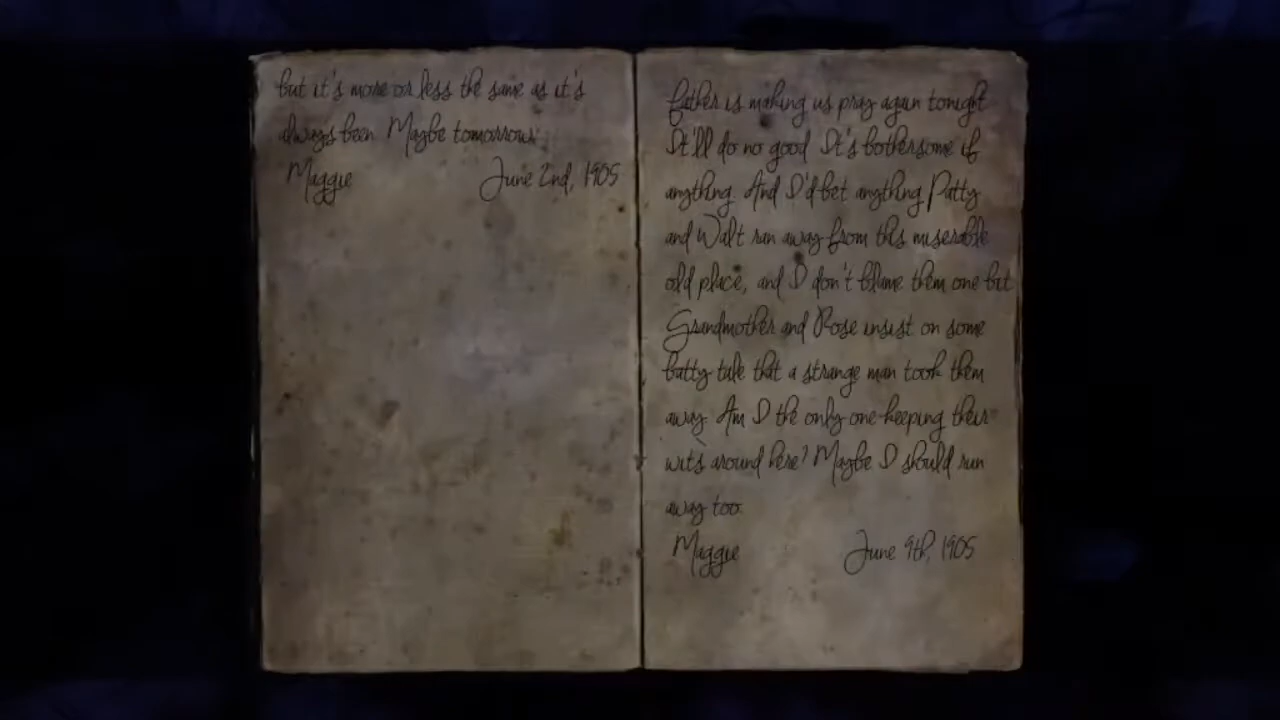 but it's more or less the same as it's
always been. Maybe tomorrow.
Maggie June 2nd, 1905
Father is making us pray again tonight
It'll do no good. It's bothersome if
anything. And I'd bet anything Patty
and Walt ran away from this miserable
old place, and I don't blame them one bit
Grandmother and Rose insist on some
batty tale that a strange man took them
away. Am I the only one keeping their
wits around here? Maybe I should run
away too.
Maggie June 9th, 1905